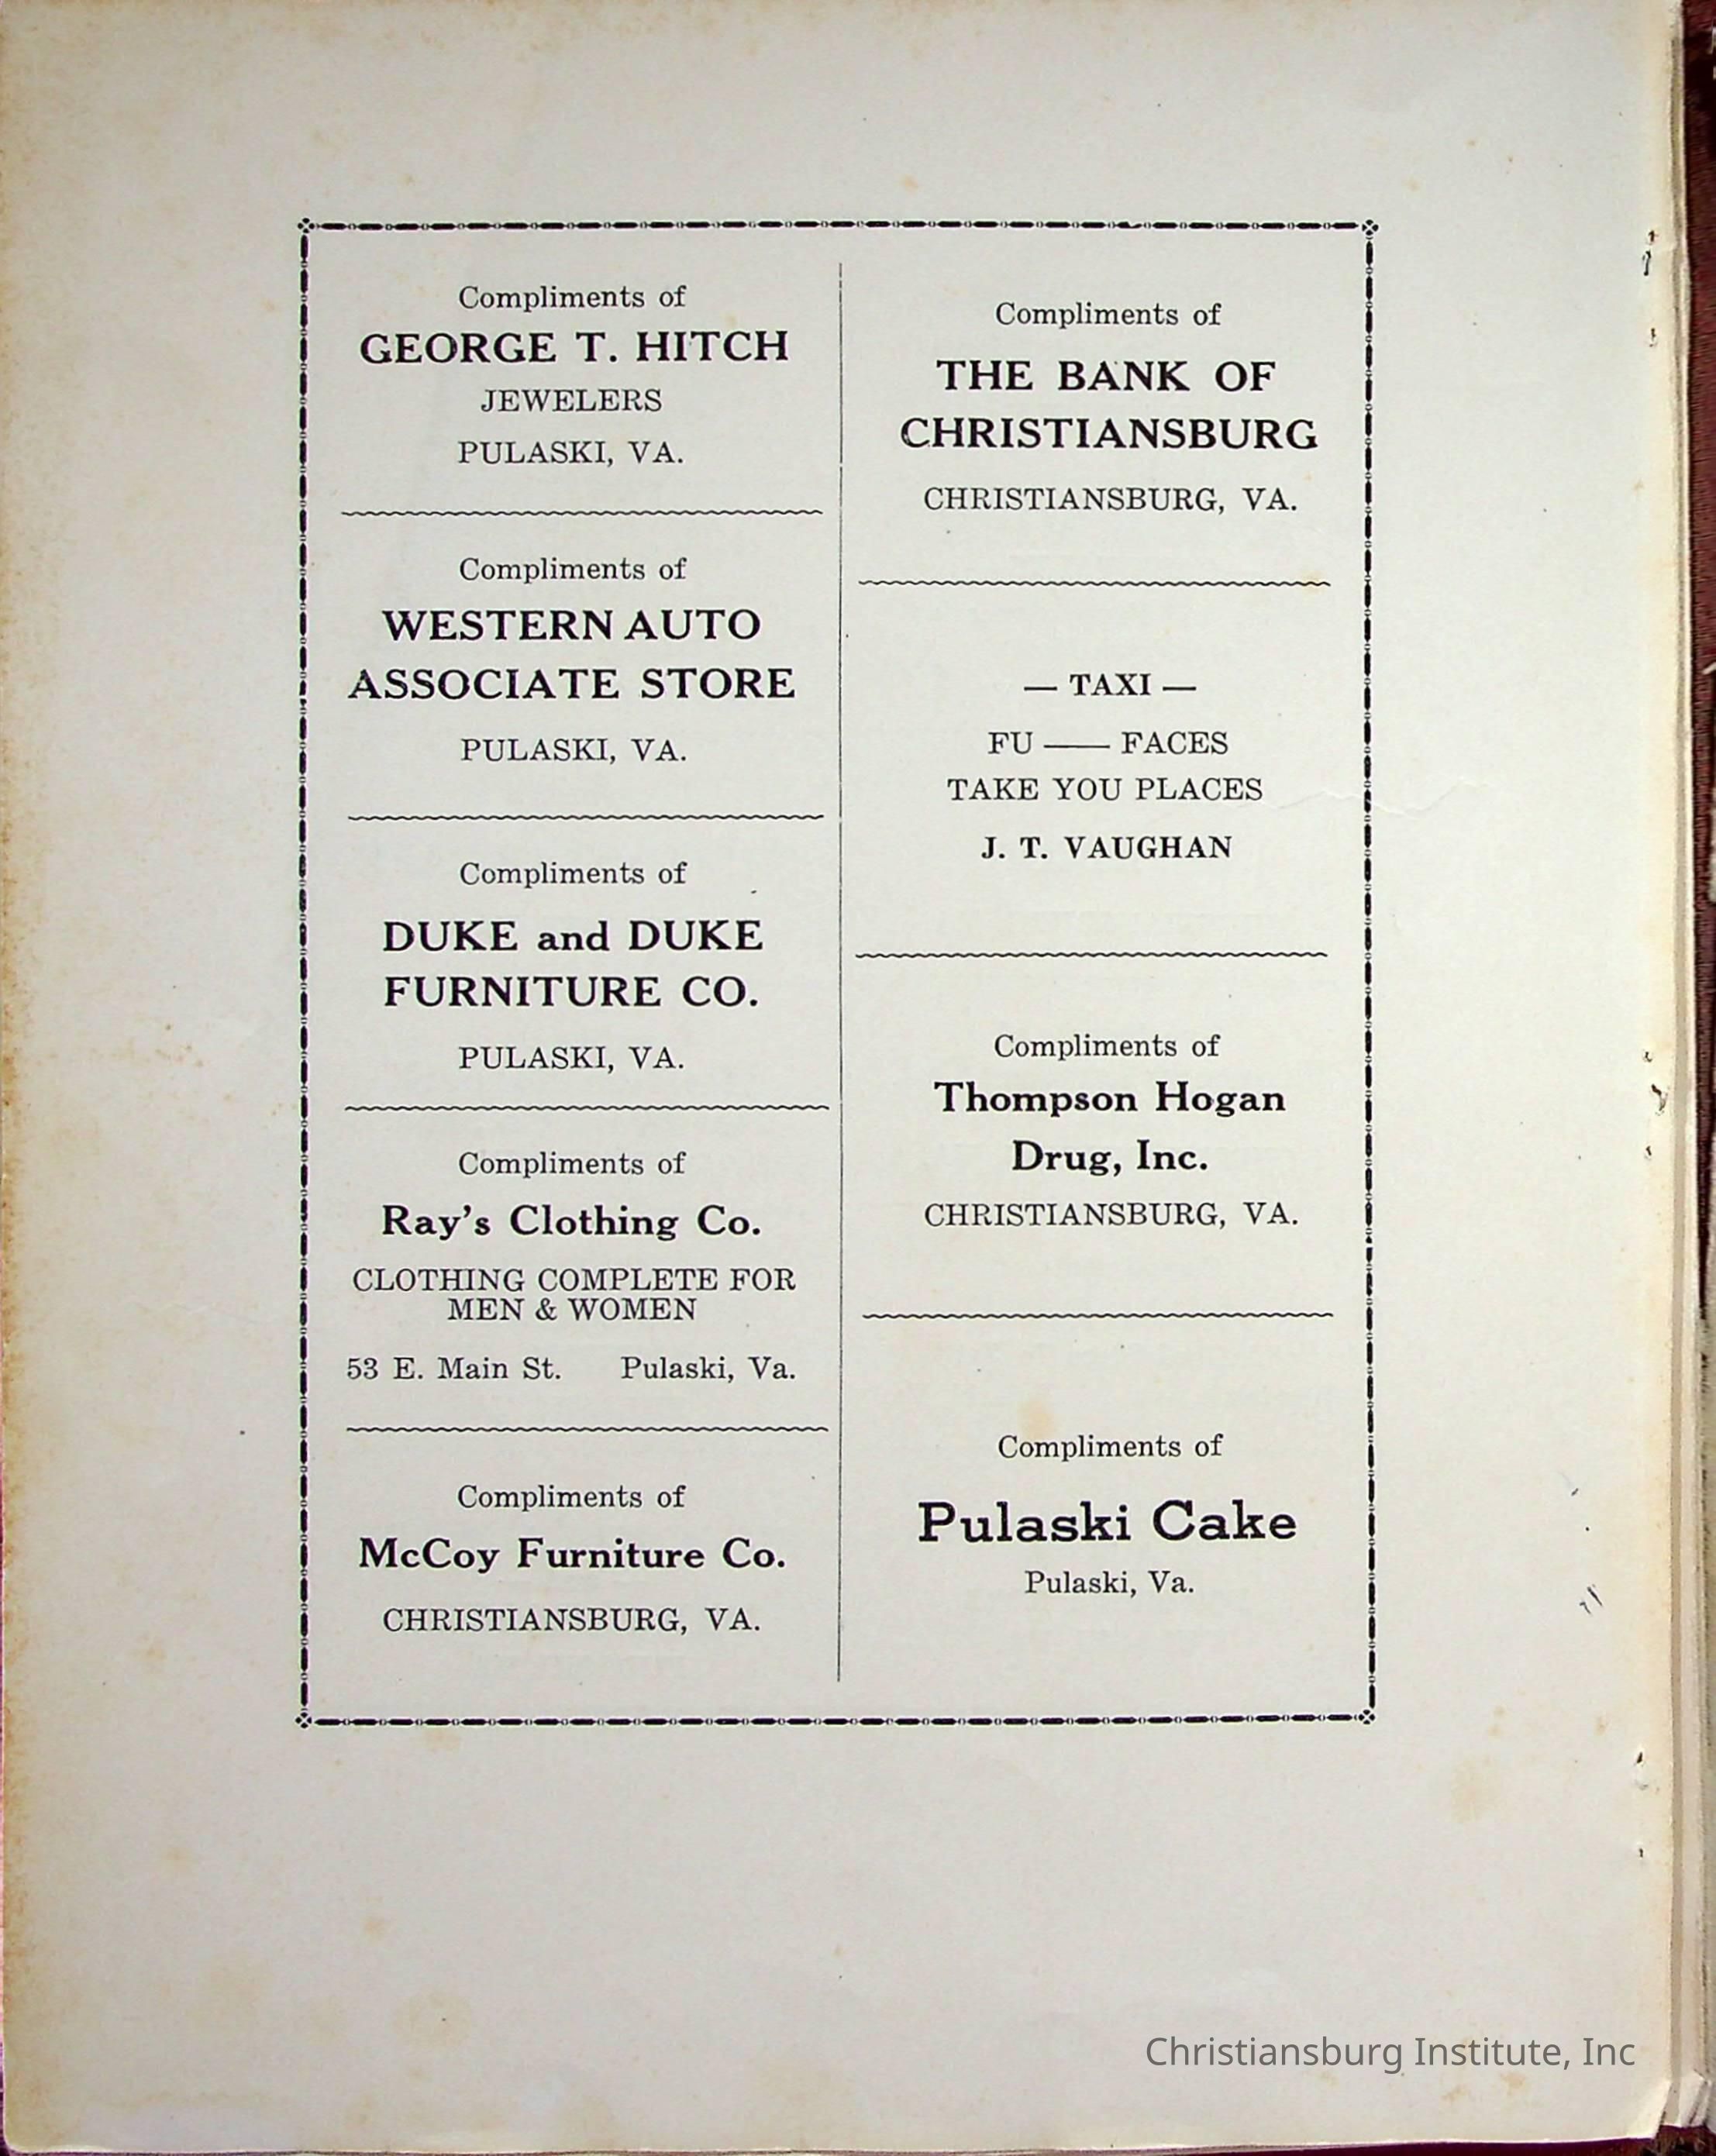 Compliments of
GEORGE T. HITCH
JEWELERS
PULASKI, VA.
Compliments of
WESTERN AUTO
ASSOCIATE STORE
PULASKI, VA.
Compliments of
DUKE and DUKE
FURNITURE CO.
PULASKI, VA.
Compliments of
Ray's Clothing Co.
CLOTHING COMPLETE FOR
MEN & WOMEN
53 E. Main St. Pulaski, Va.
Compliments of
McCoy Furniture Co.
CHRISTIANSBURG, VA.
Compliments of
THE BANK OF
CHRISTIANSBURG
CHRISTIANSBURG, VA.
— TAXI —
FU —— FACES
TAKE YOU PLACES
J. T. VAUGHAN
Compliments of
Thompson Hogan
Drug, Inc.
CHRISTIANSBURG, VA.
Compliments of
Pulaski Cake
Pulaski, Va.
Christiansburg Institute, Inc